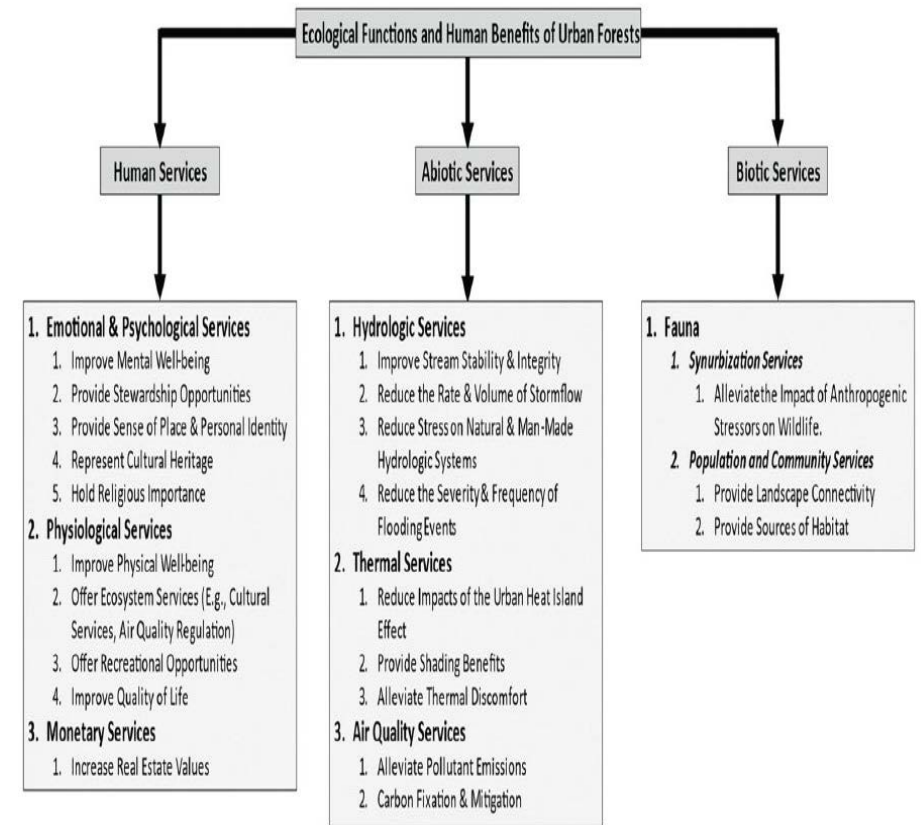 Ecological Functions and Human Benefits of Urban Forests
Human Services
Abiotic Services
Biotic Services
1. Emotional & Psychological Services
1. Improve Mental Well-being
2. Provide Stewardship Opportunities
3. Provide Sense of Place & Personal Identity
4. Represent Cultural Heritage
5. Hold Religious Importance
2. Physiological Services
1. Improve Physical Well-being
2. Offer Ecosystem Services (E.g., Cultural
Services, Air Quality Regulation)
3. Offer Recreational Opportunities
4. Improve Quality of Life
3. Monetary Services
1. Increase Real Estate Values
1. Hydrologic Services
1. Improve Stream Stability & Integrity
2. Reduce the Rate & Volume of Stormflow
3. Reduce Stress on Natural & Man-Made
Hydrologic Systems
4. Reduce the Severity & Frequency of
Flooding Events
2. Thermal Services
1. Reduce Impacts of the Urban Heat Island
Effect
2. Provide Shading Benefits
3. Alleviate Thermal Discomfort
3. Air Quality Services
1. Alleviate Pollutant Emissions
2. Carbon Fixation & Mitigation
1. Fauna
1. Synurbization Services
1. Alleviate the Impact of Anthropogenic
Stressors on Wildlife.
2. Population and Community Services
1. Provide Landscape Connectivity
2. Provide Sources of Habitat